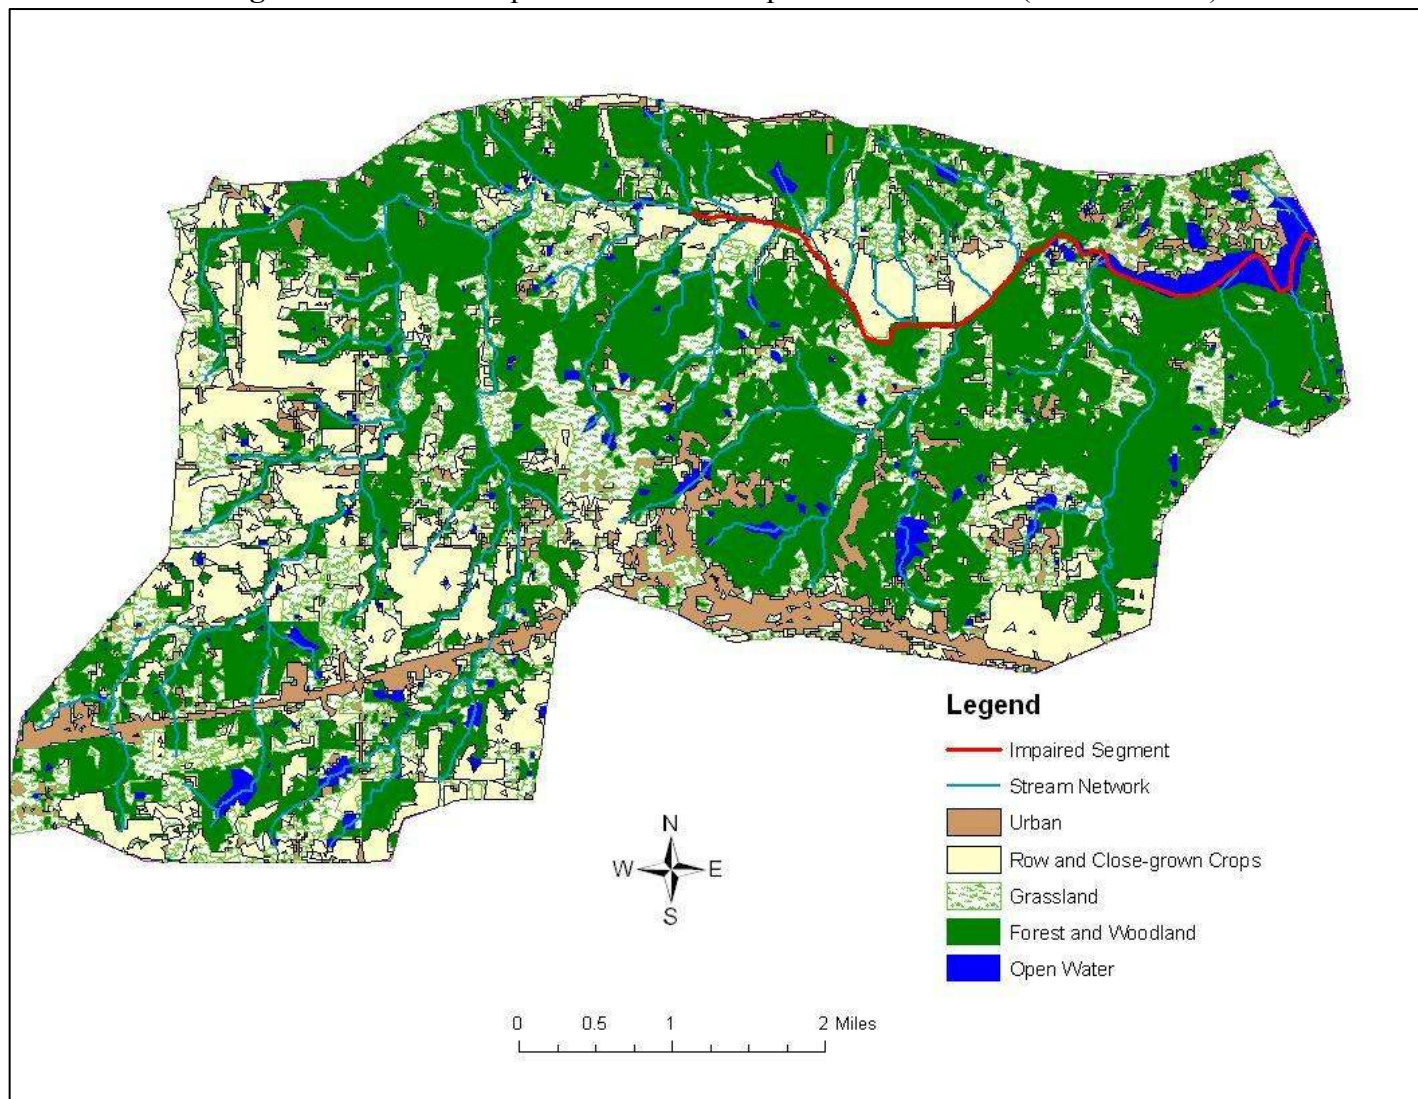 Legend
Impaired Segment
Stream Network
Urban
Row and Close-grown Crops
Grassland
Forest and Woodland
Open Water
N
W E
S
0 0.5 1 2 Miles